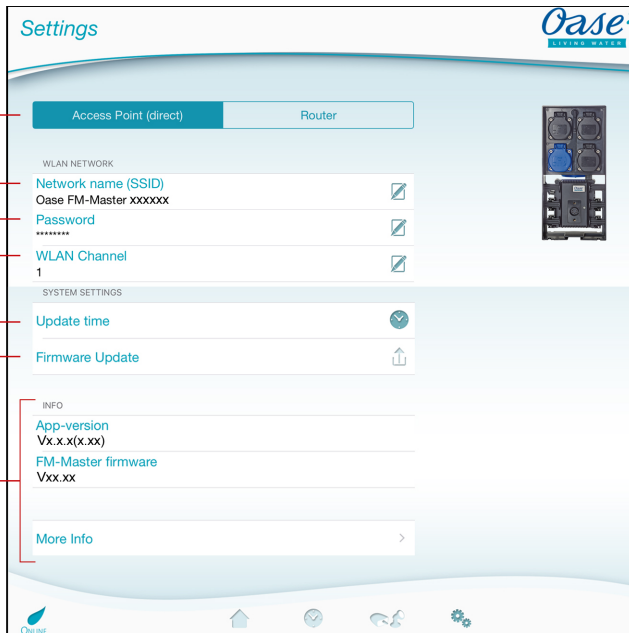 Settings
Oase
LIVING WATER
Access Point (direct)
Router
WLAN NETWORK
Network name (SSID)
Oase FM-Master xxxxxx
Password
********
WLAN Channel
1
SYSTEM SETTINGS
Update time
Firmware Update
INFO
App-version
Vx.x.x(x.xx)
FM-Master firmware
Vxx.xx
More Info
ONLINE